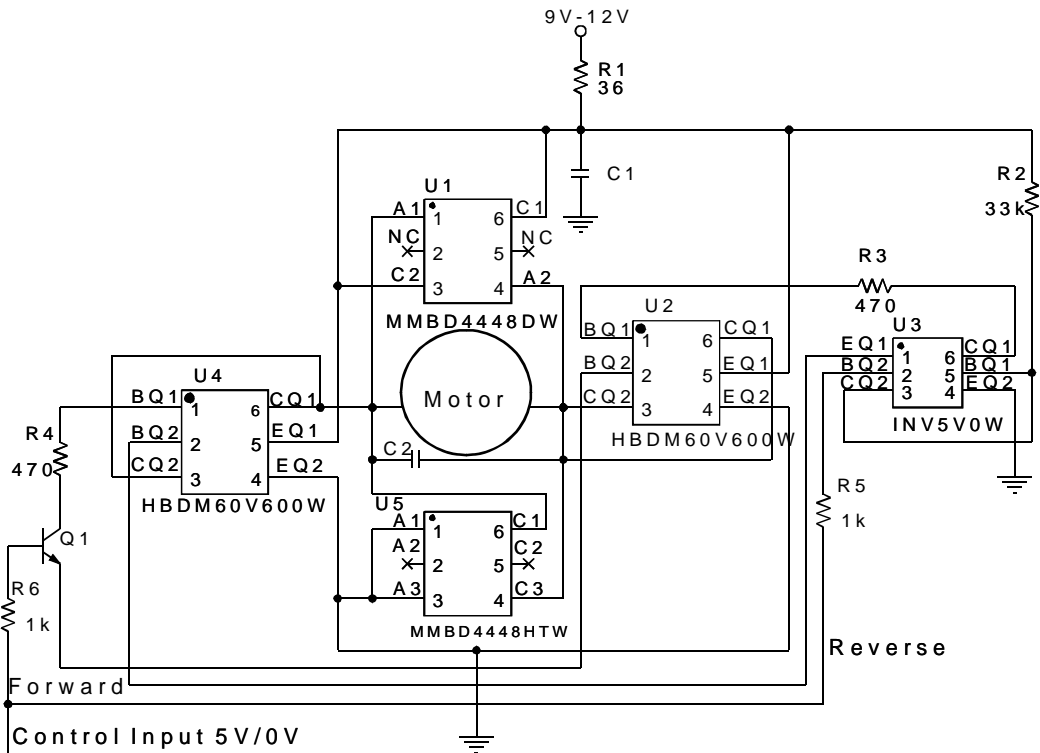 9V-12V
R1
36
C1
R2
33k
U1
A1 1 6 C1
NC 2 5 NC
C2 3 4 A2
MMBD4448DW
R3
470
U2
BQ1 1 6 CQ1
BQ2 2 5 EQ1
CQ2 3 4 EQ2
HBDM60V600W
U3
EQ1 1 6 CQ1
BQ2 2 5 BQ1
CQ2 3 4 EQ2
INV5V0W
Motor
U4
BQ1 1 6 CQ1
BQ2 2 5 EQ1
CQ2 3 4 EQ2
HBDM60V600W
R4
470
C2
U5
A1 1 6 C1
A2 2 5 C2
A3 3 4 C3
MMBD4448HTW
Q1
R5
1k
R6
1k
Reverse
Forward
Control Input 5V/0V